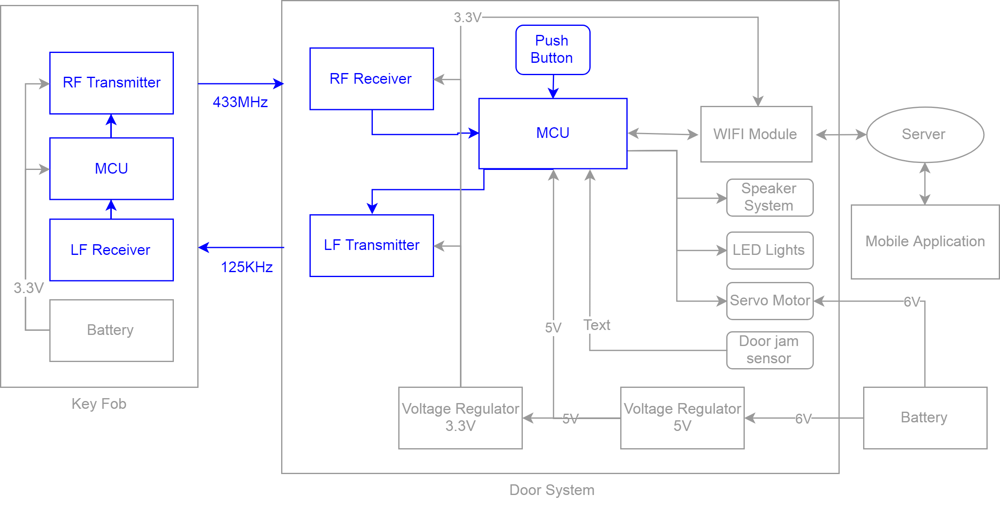 3.3V
Push
Button
RF Transmitter
RF Receiver
433MHz
MCU
WIFI Module
Server
MCU
Speaker
System
LF Receiver
125KHz
LF Transmitter
LED Lights
Mobile Application
3.3V
Servo Motor
6V
Battery
5V
Text
Door jam
sensor
Key Fob
Voltage Regulator
3.3V
5V
Voltage Regulator
5V
6V
Battery
Door System